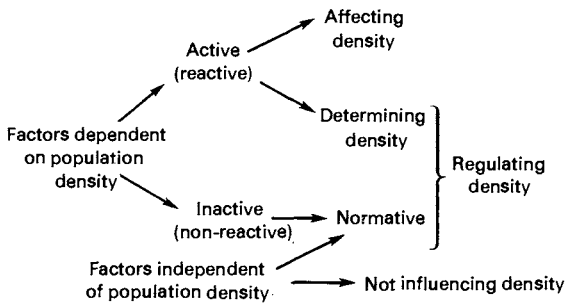 Affecting
density
Active
(reactive)
Determining
density
Factors dependent
on population
density
Regulating
density
Inactive
(non-reactive)
Normative
Factors independent
of population density
Not influencing density